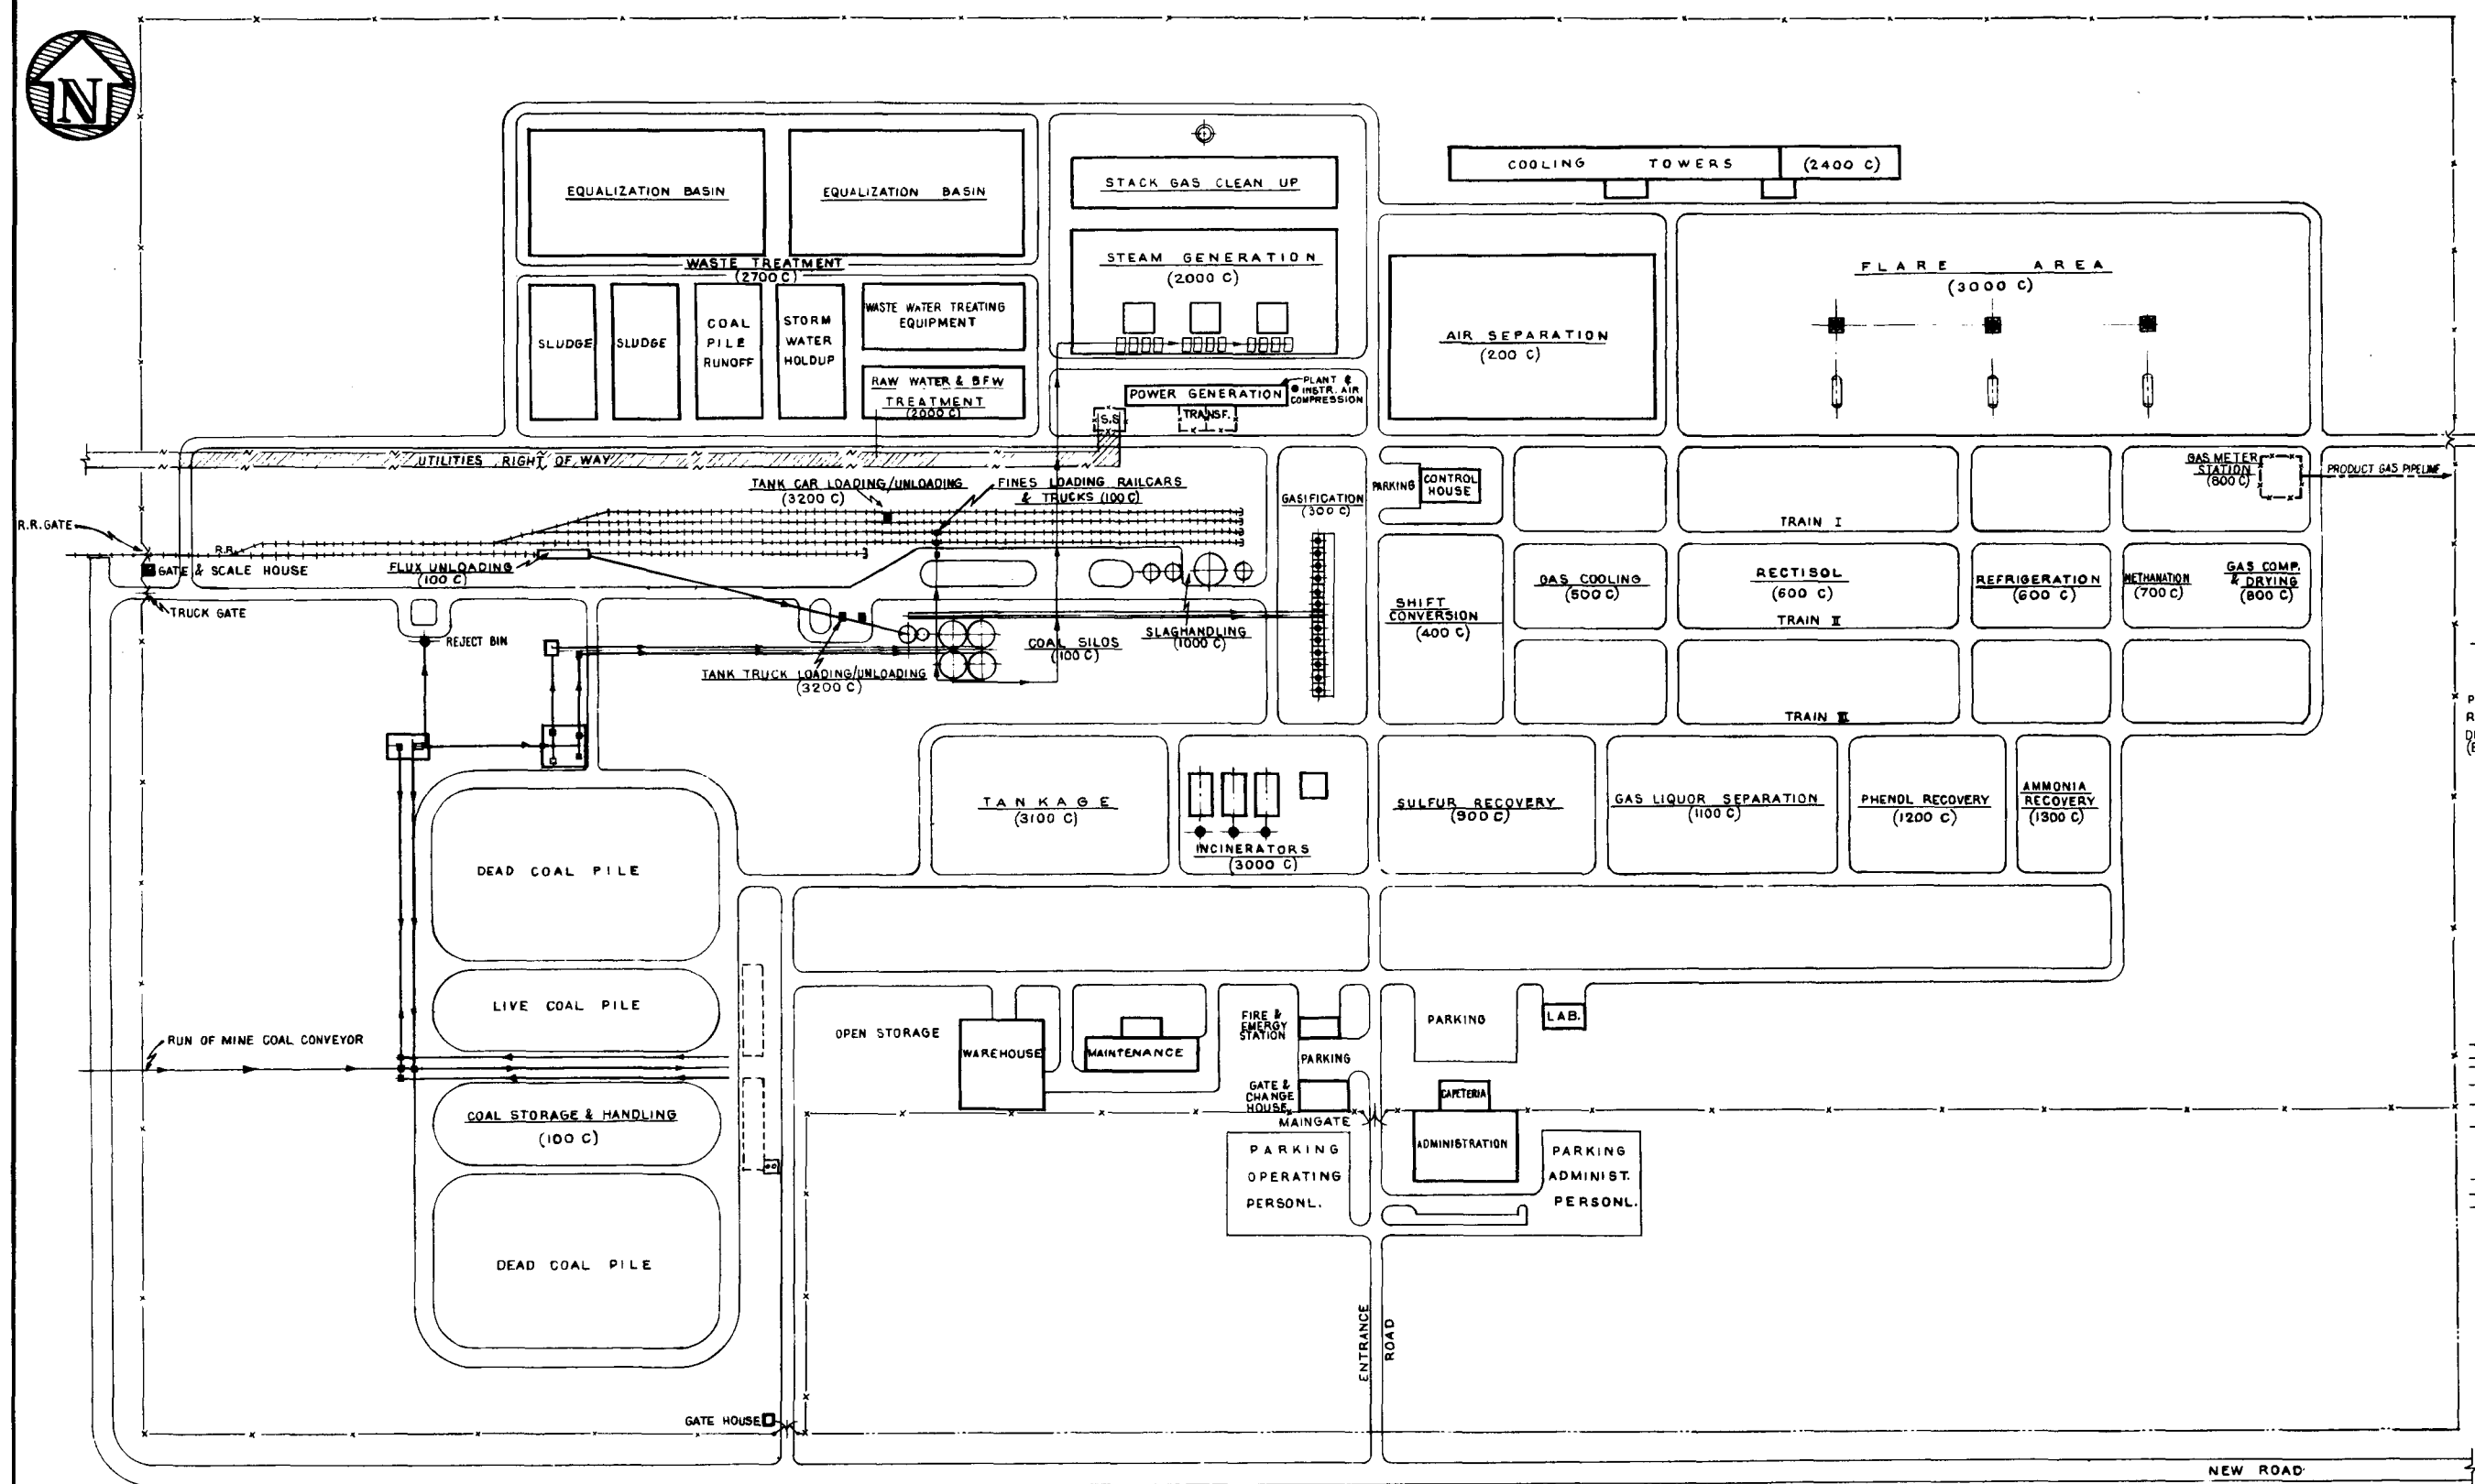 N
COOLING TOWERS (2400 C)
EQUALIZATION BASIN
EQUALIZATION BASIN
STACK GAS CLEAN UP
WASTE TREATMENT
(2700 C)
STEAM GENERATION
(2000 C)
FLARE AREA
(3000 C)
SLUDGE
SLUDGE
COAL
PILE
RUNOFF
STORM
WATER
HOLDUP
WASTE WATER TREATING
EQUIPMENT
RAW WATER & BFW
TREATMENT
(2000 C)
AIR SEPARATION
(200 C)
POWER GENERATION
PLANT &
INSTR. AIR
COMPRESSION
S.S
TRANSF.
UTILITIES RIGHT OF WAY
TANK CAR LOADING/UNLOADING
(3200 C)
FINES LOADING RAILCARS
& TRUCKS (100 C)
GASIFICATION
(300 C)
PARKING
CONTROL
HOUSE
GAS METER
STATION
(800 C)
PRODUCT GAS PIPELINE
R.R. GATE
R.R.
GATE & SCALE HOUSE
TRUCK GATE
FLUX UNLOADING
(100 C)
TRAIN I
SHIFT
CONVERSION
(400 C)
GAS COOLING
(500 C)
RECTISOL
(600 C)
REFRIGERATION
(600 C)
METHANATION
(700 C)
GAS COMP.
& DRYING
(800 C)
TRAIN II
REJECT BIN
TANK TRUCK LOADING/UNLOADING
(3200 C)
COAL SILOS
(100 C)
SLAGHANDLING
(1000 C)
TRAIN III
TANKAGE
(3100 C)
INCINERATORS
(3000 C)
SULFUR RECOVERY
(900 C)
GAS LIQUOR SEPARATION
(1100 C)
PHENOL RECOVERY
(1200 C)
AMMONIA
RECOVERY
(1300 C)
DEAD COAL PILE
LIVE COAL PILE
RUN OF MINE COAL CONVEYOR
COAL STORAGE & HANDLING
(100 C)
DEAD COAL PILE
OPEN STORAGE
WAREHOUSE
MAINTENANCE
FIRE &
EMERGY
STATION
PARKING
PARKING
LAB.
GATE &
CHANGE
HOUSE
MAINGATE
CAFETERIA
ADMINISTRATION
PARKING
OPERATING
PERSONL.
PARKING
ADMINIST.
PERSONL.
ENTRANCE
ROAD
GATE HOUSE
NEW ROAD